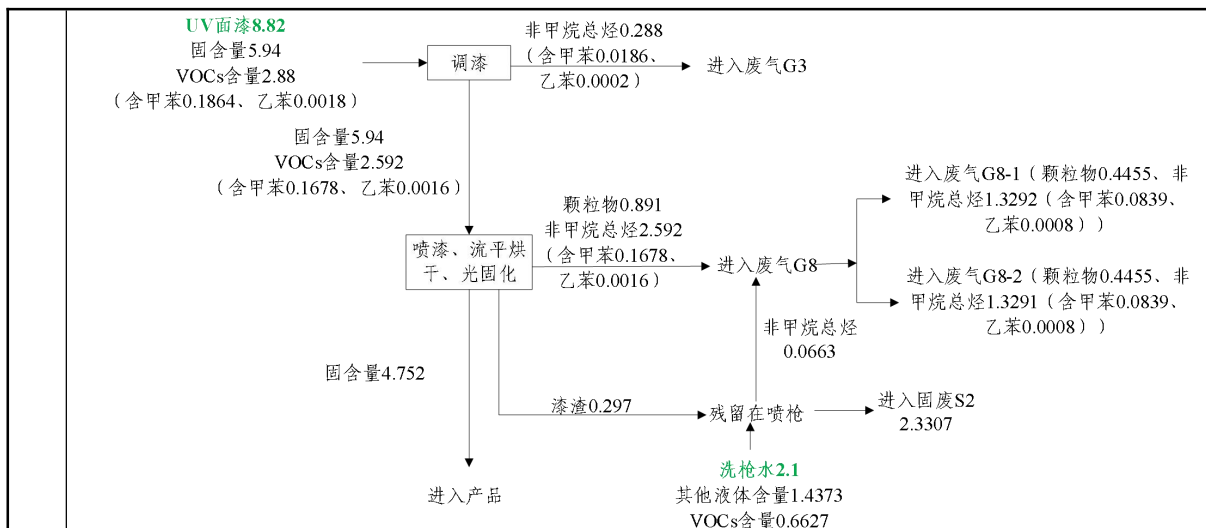 UV面漆8.82
固含量5.94
VOCs含量2.88
（含甲苯0.1864、乙苯0.0018）
调漆
非甲烷总烃0.288
（含甲苯0.0186、
乙苯0.0002）
进入废气G3
固含量5.94
VOCs含量2.592
（含甲苯0.1678、乙苯0.0016）
喷漆、流平烘
干、光固化
颗粒物0.891
非甲烷总烃2.592
（含甲苯0.1678、
乙苯0.0016）
进入废气G8
进入废气G8-1（颗粒物0.4455、非
甲烷总烃1.3292（含甲苯0.0839、
乙苯0.0008））
进入废气G8-2（颗粒物0.4455、非
甲烷总烃1.3291（含甲苯0.0839、
乙苯0.0008））
非甲烷总烃
0.0663
固含量4.752
漆渣0.297
残留在喷枪
进入固废S2
2.3307
进入产品
洗枪水2.1
其他液体含量1.4373
VOCs含量0.6627